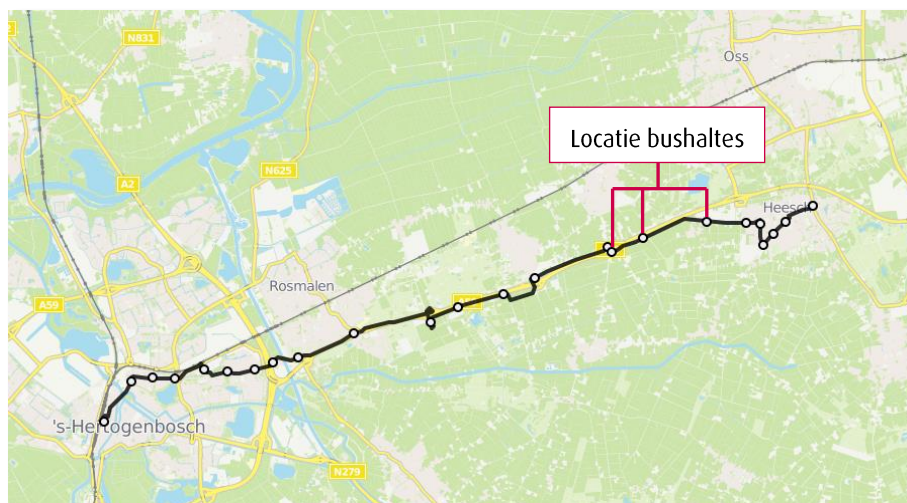 N831
Oss
Locatie bushaltes
N625
A2
Heesch
Rosmalen
A59
's-Hertogenbosch
N279